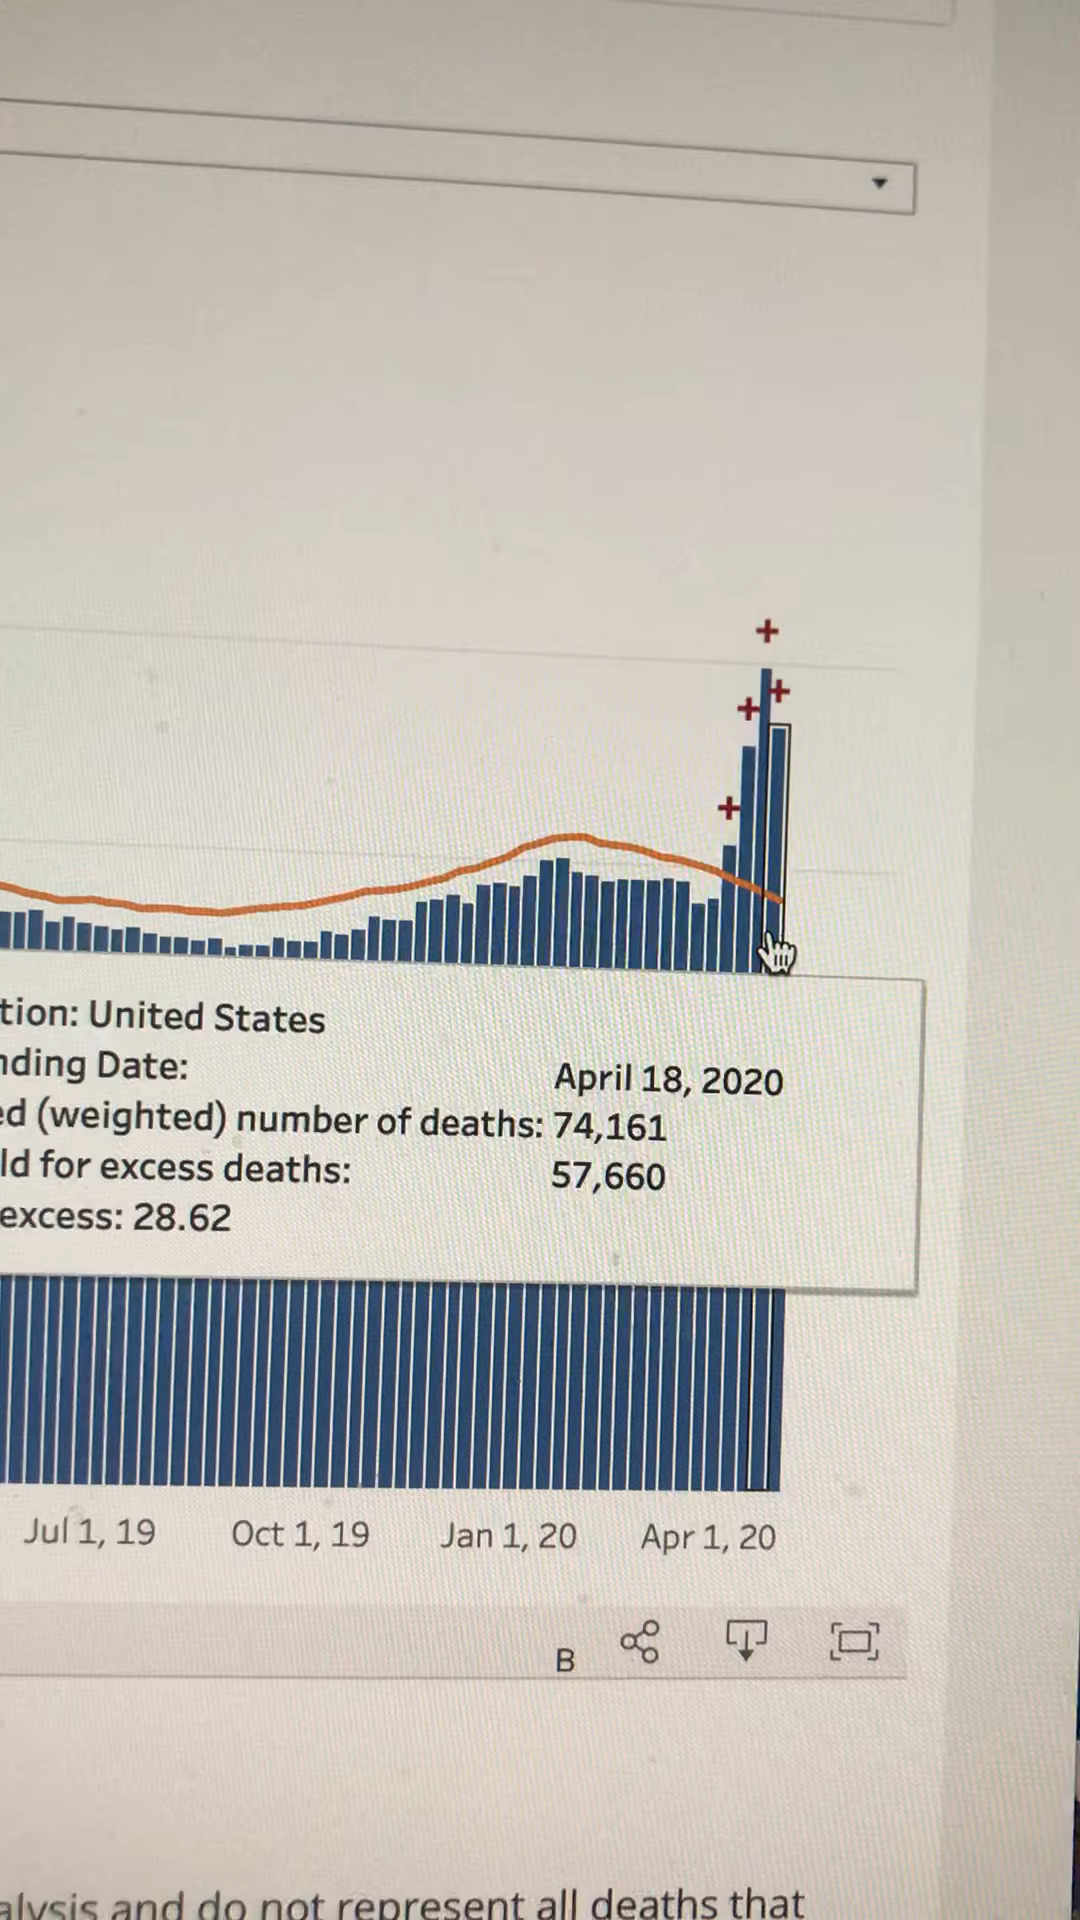 tion: United States
nding Date: April 18, 2020
ed (weighted) number of deaths: 74,161
ld for excess deaths: 57,660
excess: 28.62
Jul 1, 19 Oct 1, 19 Jan 1, 20 Apr 1, 20
B
alysis and do not represent all deaths that